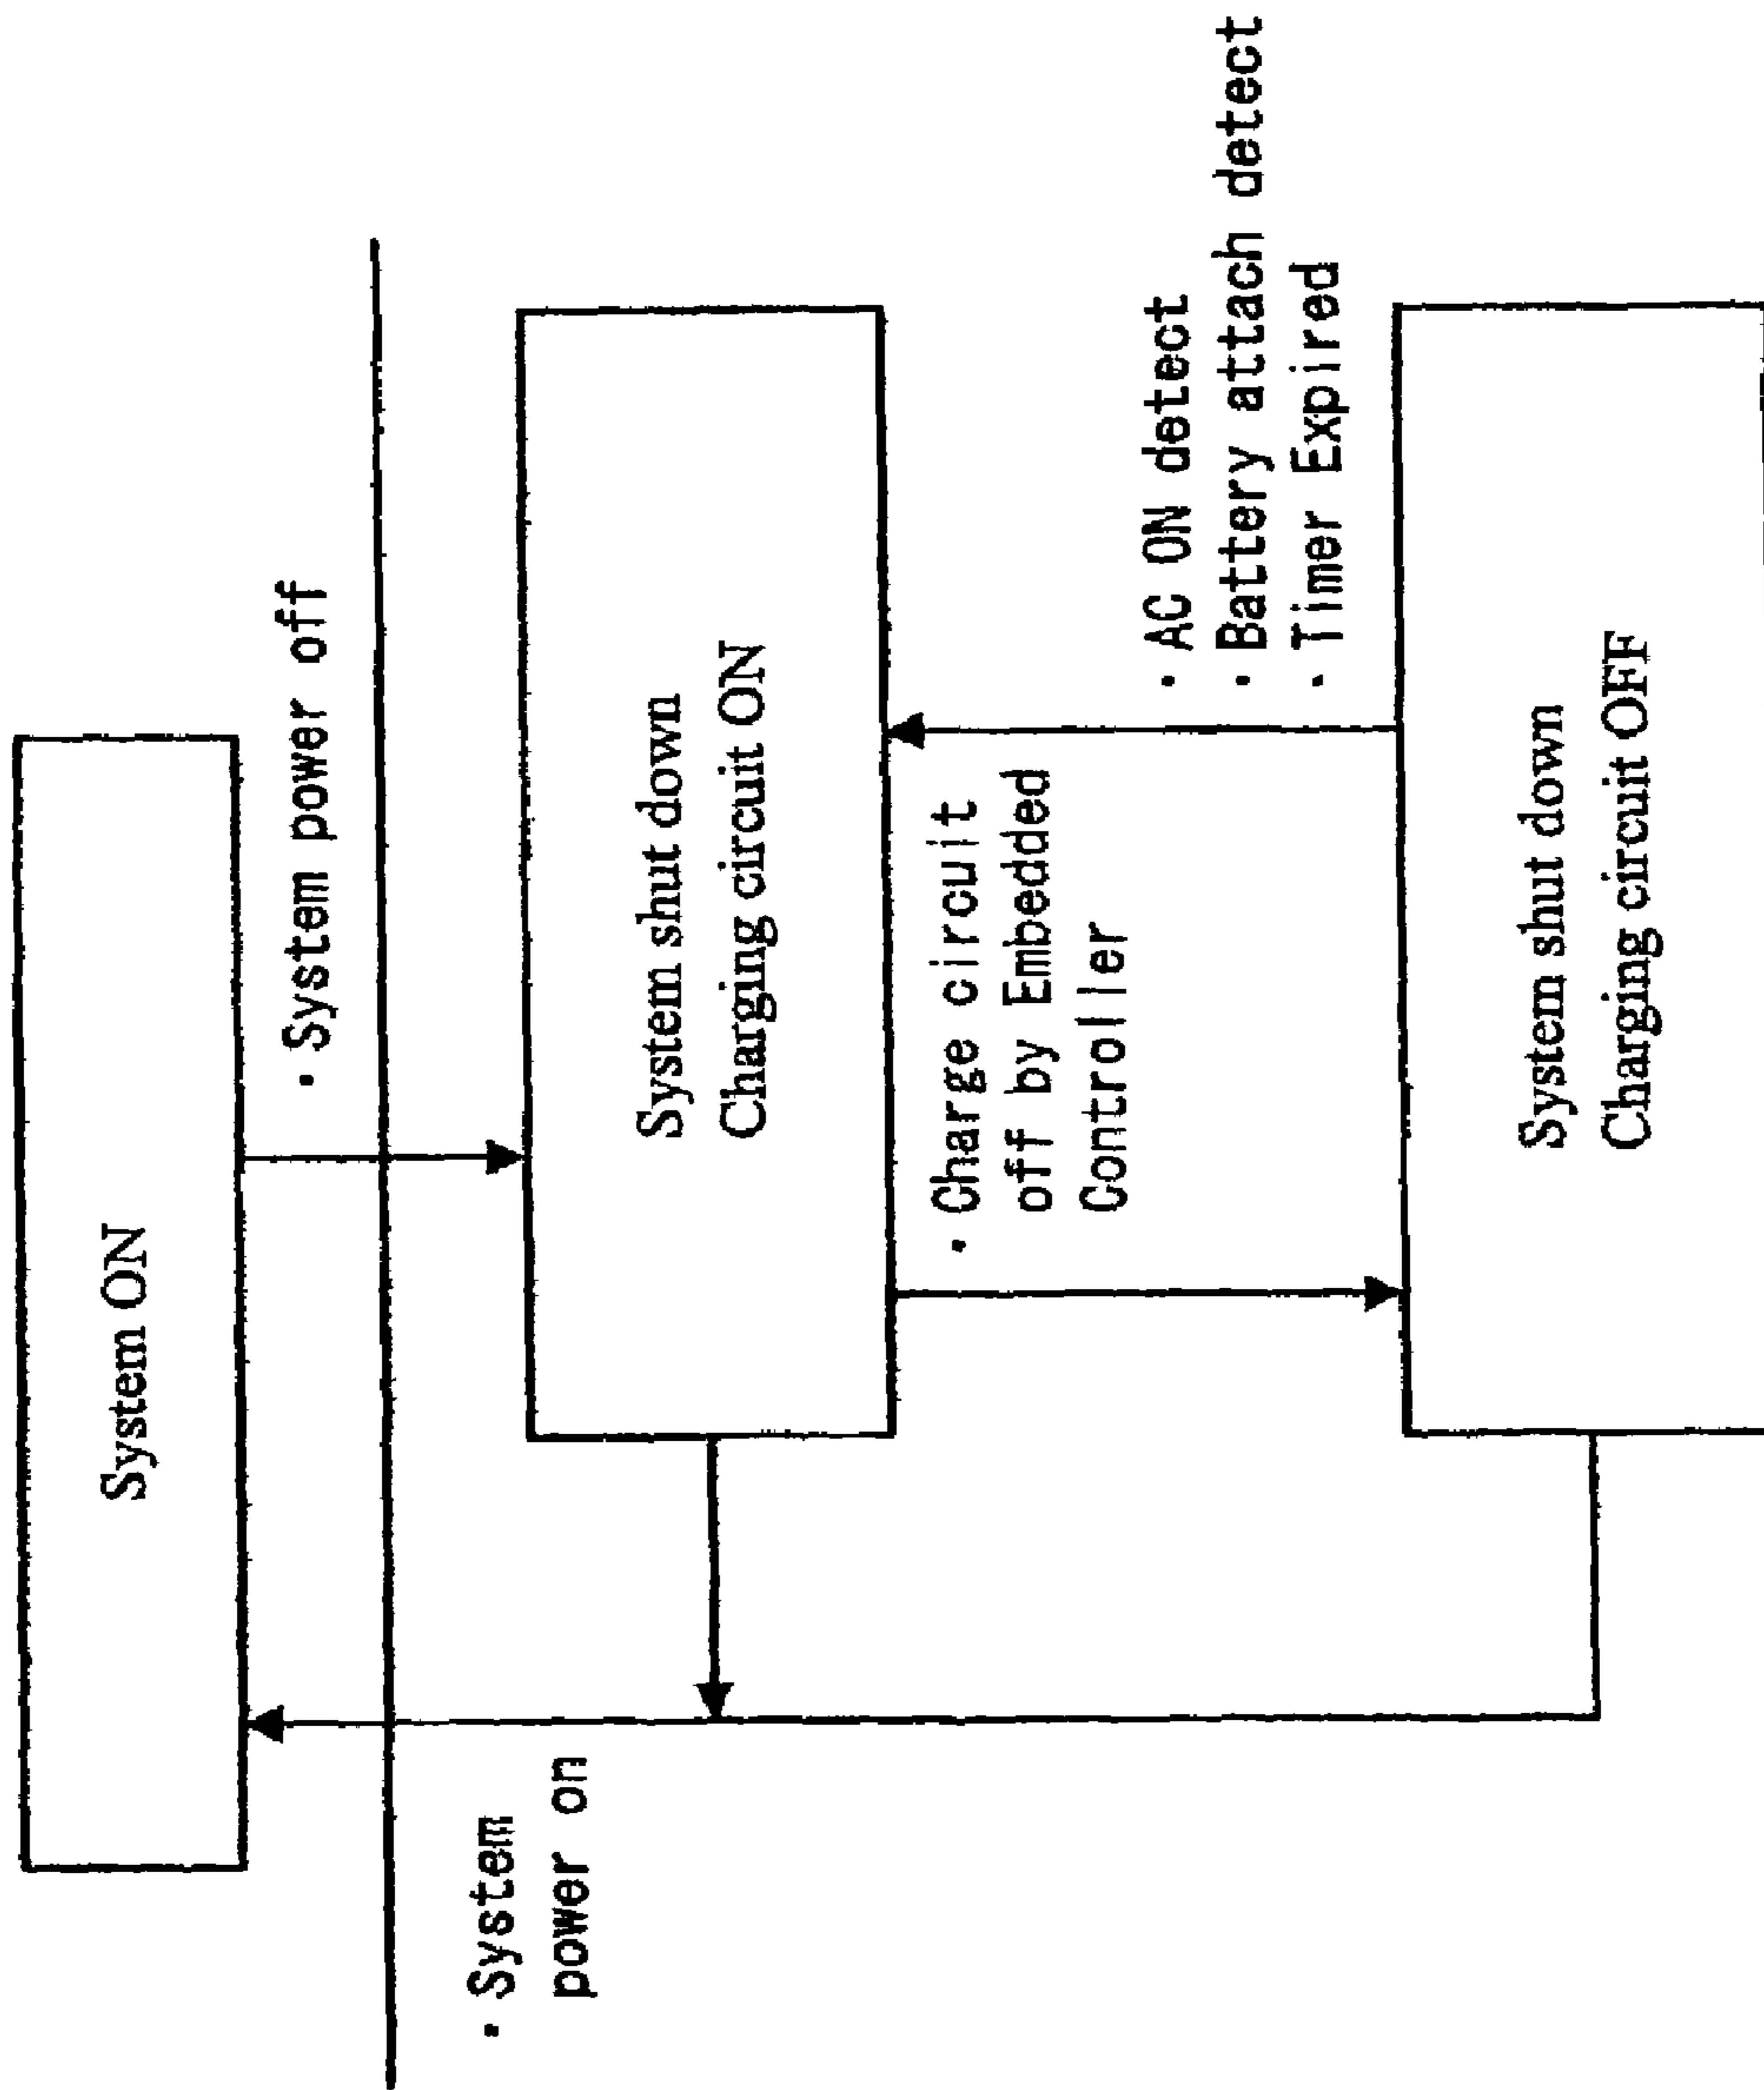 System ON
・System power off
・System
power on
System shut down
Charging circuit ON
・Charge circuit
off by Embedded
Controller
・AC ON detect
・Battery attach detect
・Timer Expired
System shut down
Charging circuit OFF